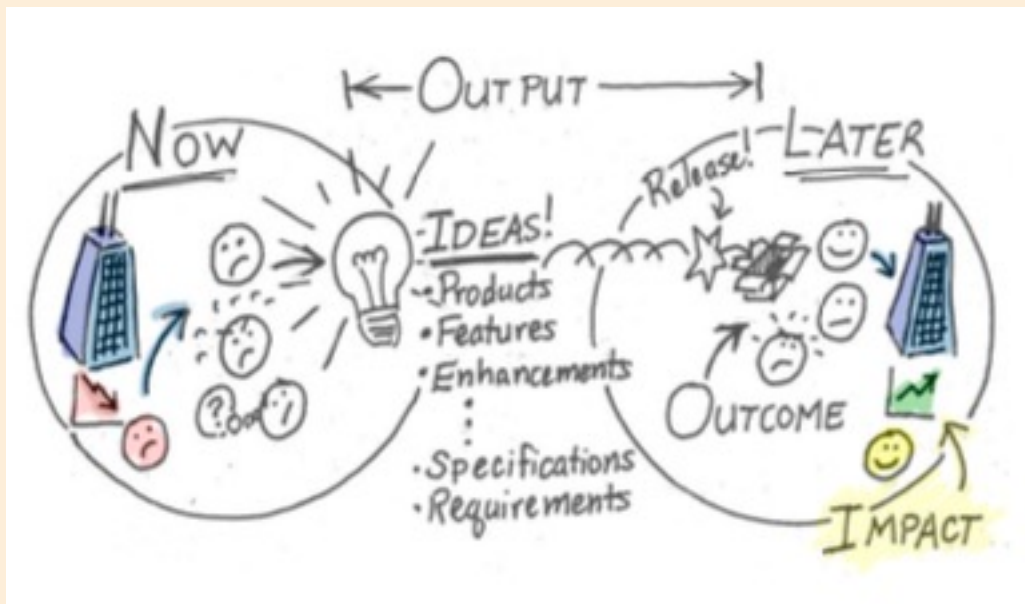 OUTPUT
NOW
LATER
Release!
IDEAS!
• Products
• Features
• Enhancements
• Specifications
• Requirements
?
OUTCOME
IMPACT